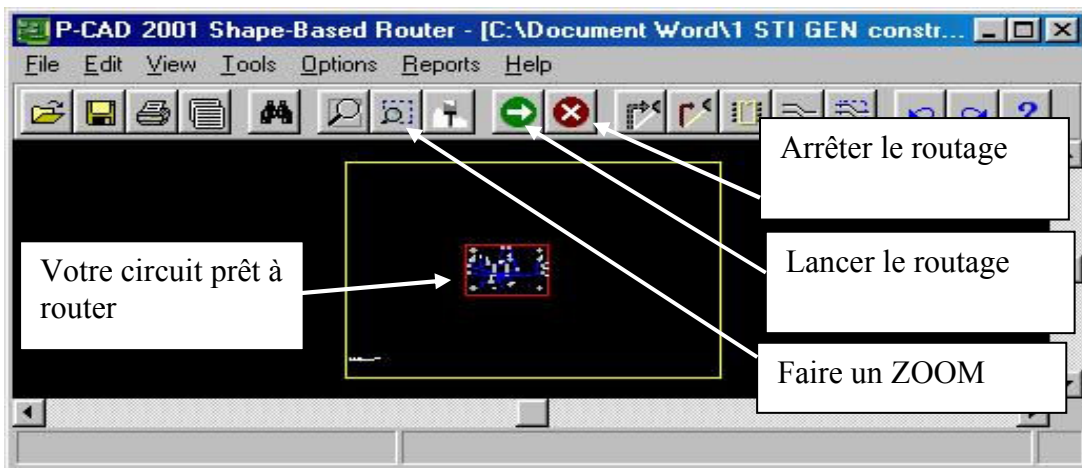 P-CAD 2001 Shape-Based Router - [C:\Document Word\1 STI GEN constr...
File Edit View Tools Options Reports Help
Arrêter le routage
Votre circuit prêt à
router
Lancer le routage
Faire un ZOOM